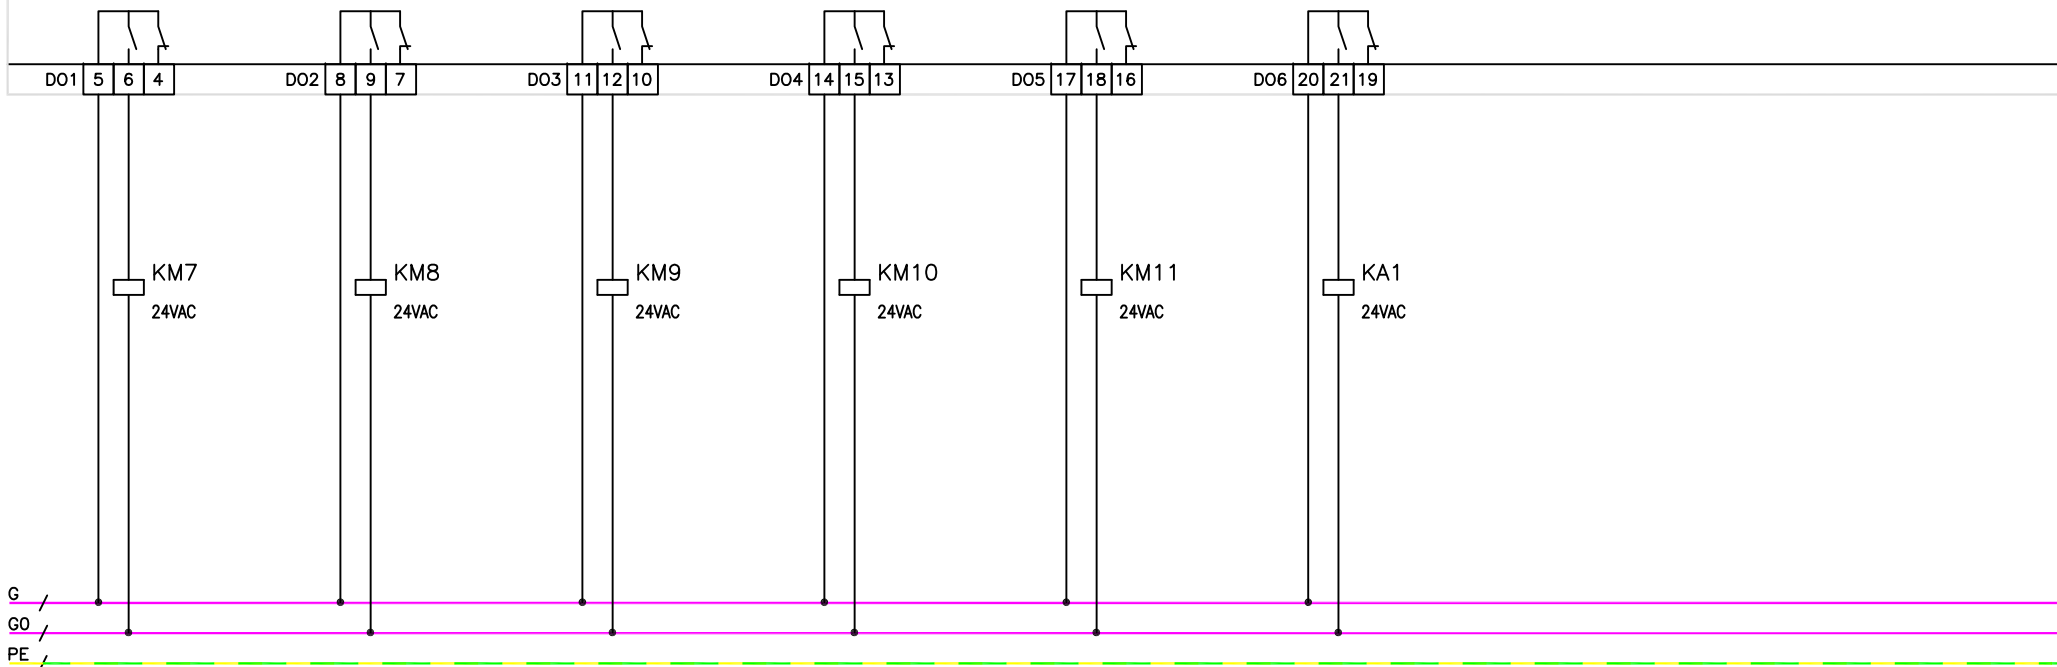 DO1 5 6 4 DO2 8 9 7 DO3 11 12 10 DO4 14 15 13 DO5 17 18 16 DO6 20 21 19
KM7 KM8 KM9 KM10 KM11 KA1
24VAC 24VAC 24VAC 24VAC 24VAC 24VAC
G
G0
PE